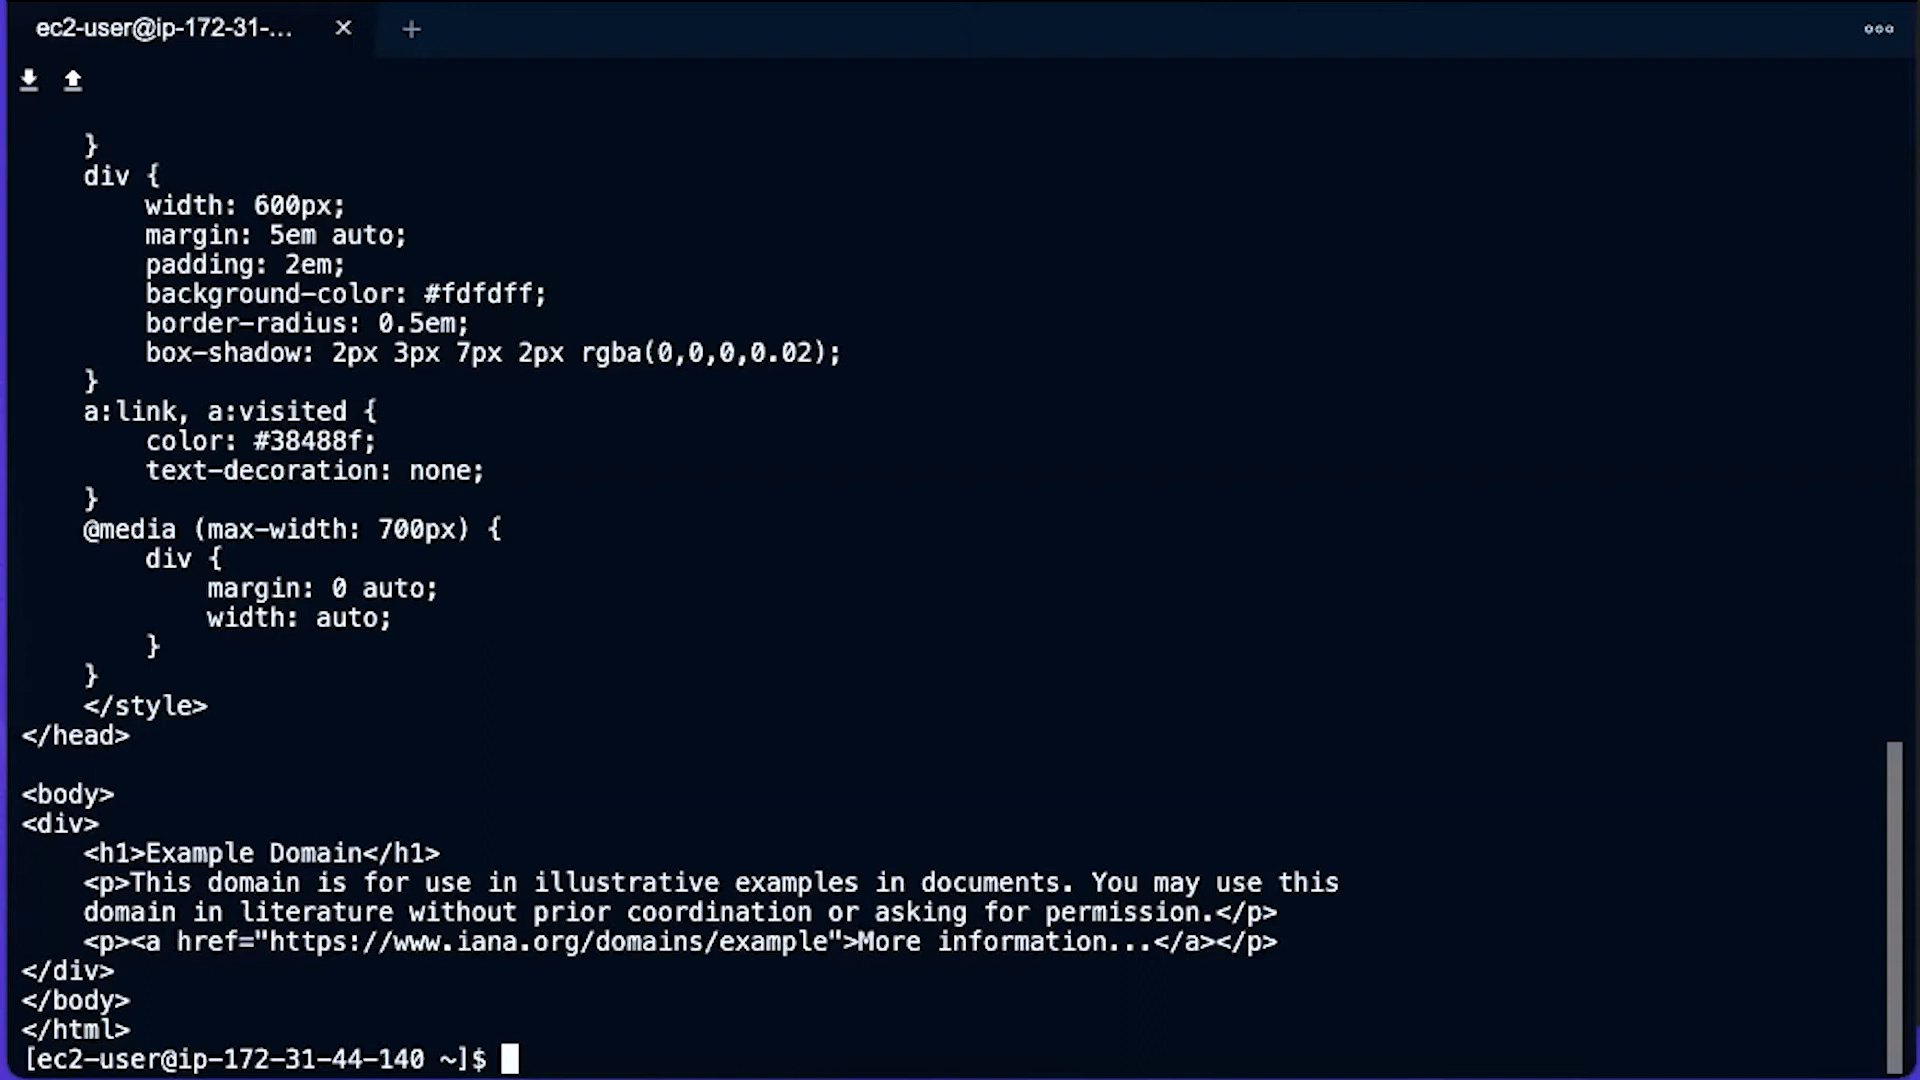 ec2-user@ip-172-31-...
    }
    div {
        width: 600px;
        margin: 5em auto;
        padding: 2em;
        background-color: #fdfdff;
        border-radius: 0.5em;
        box-shadow: 2px 3px 7px 2px rgba(0,0,0,0.02);
    }
    a:link, a:visited {
        color: #38488f;
        text-decoration: none;
    }
    @media (max-width: 700px) {
        div {
            margin: 0 auto;
            width: auto;
        }
    }
    </style>
</head>

<body>
<div>
    <h1>Example Domain</h1>
    <p>This domain is for use in illustrative examples in documents. You may use this
    domain in literature without prior coordination or asking for permission.</p>
    <p><a href="https://www.iana.org/domains/example">More information...</a></p>
</div>
</body>
</html>
[ec2-user@ip-172-31-44-140 ~]$